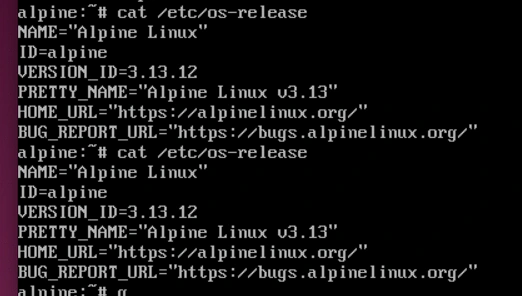 alpine:~# cat /etc/os-release
NAME="Alpine Linux"
ID=alpine
VERSION_ID=3.13.12
PRETTY_NAME="Alpine Linux v3.13"
HOME_URL="https://alpinelinux.org/"
BUG_REPORT_URL="https://bugs.alpinelinux.org/"
alpine:~# cat /etc/os-release
NAME="Alpine Linux"
ID=alpine
VERSION_ID=3.13.12
PRETTY_NAME="Alpine Linux v3.13"
HOME_URL="https://alpinelinux.org/"
BUG_REPORT_URL="https://bugs.alpinelinux.org/"
alpine:~#